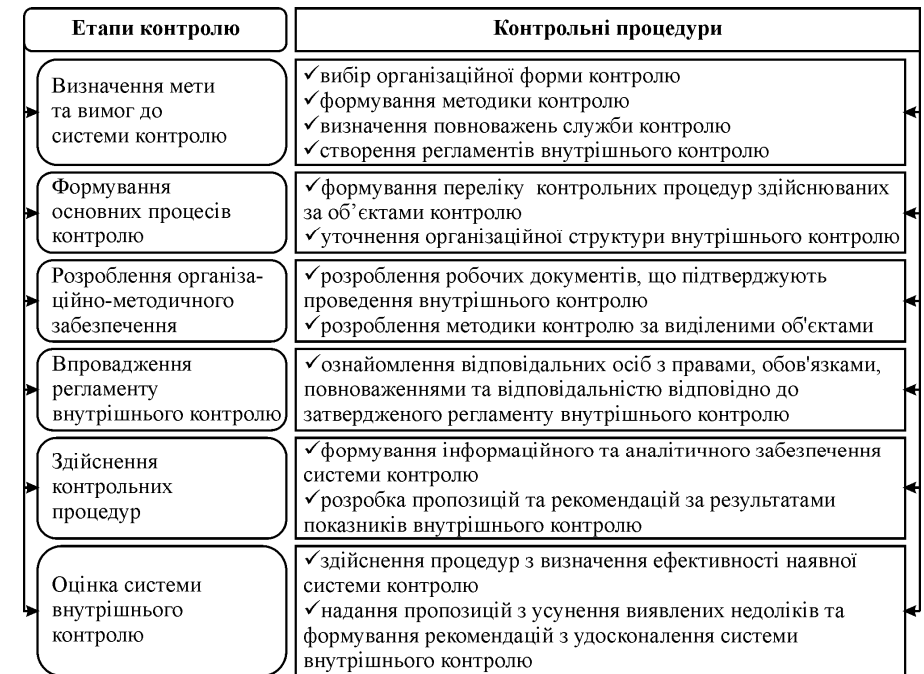 Етапи контролю
Контрольні процедури
Визначення мети
та вимог до
системи контролю
✓вибір організаційної форми контролю
✓формування методики контролю
✓визначення повноважень служби контролю
✓створення регламентів внутрішнього контролю
Формування
основних процесів
контролю
✓формування переліку контрольних процедур здійснюваних
за об’єктами контролю
✓уточнення організаційної структури внутрішнього контролю
Розроблення організа-
ційно-методичного
забезпечення
✓розроблення робочих документів, що підтверджують
проведення внутрішнього контролю
✓розроблення методики контролю за виділеними об'єктами
Впровадження
регламенту
внутрішнього контролю
✓ознайомлення відповідальних осіб з правами, обов'язками,
повноваженнями та відповідальністю відповідно до
затвердженого регламенту внутрішнього контролю
Здійснення
контрольних
процедур
✓формування інформаційного та аналітичного забезпечення
системи контролю
✓розробка пропозицій та рекомендацій за результатами
показників внутрішнього контролю
Оцінка системи
внутрішнього
контролю
✓здійснення процедур з визначення ефективності наявної
системи контролю
✓надання пропозицій з усунення виявлених недоліків та
формування рекомендацій з удосконалення системи
внутрішнього контролю